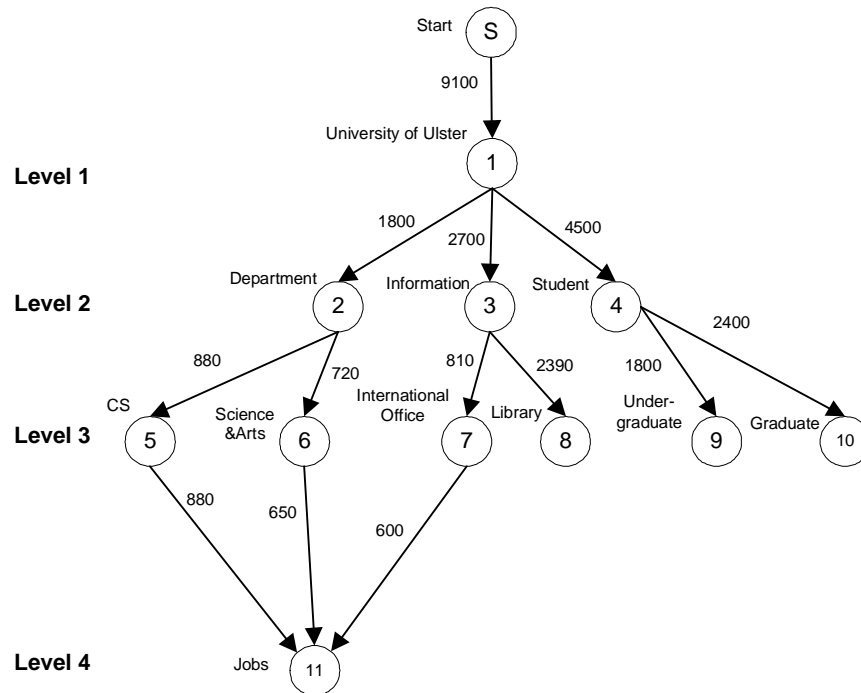 Start
S
9100
University of Ulster
Level 1
1
1800
2700
4500
Department
Information
Student
Level 2
2
3
4
880
720
810
2390
1800
2400
CS
Science
&Arts
International
Office
Library
Under-
graduate
Graduate
Level 3
5
6
7
8
9
10
880
650
600
Level 4
Jobs
11